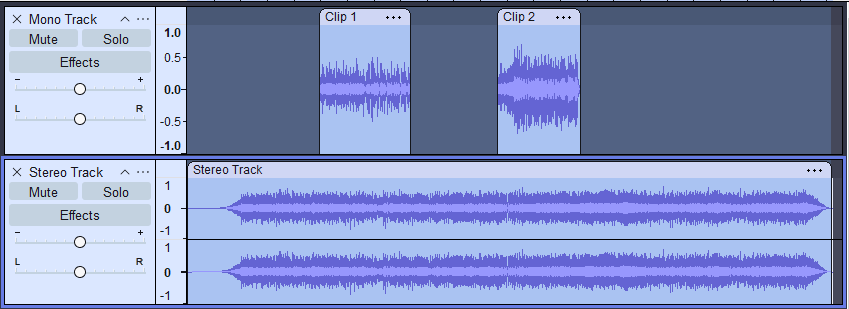 Mono Track
Mute Solo
Effects
- +
L R
1.0
0.5
0.0
-0.5
-1.0
Clip 1 ...
Clip 2 ...
Stereo Track
Mute Solo
Effects
- +
L R
1
0
-1
1
0
-1
Stereo Track ...